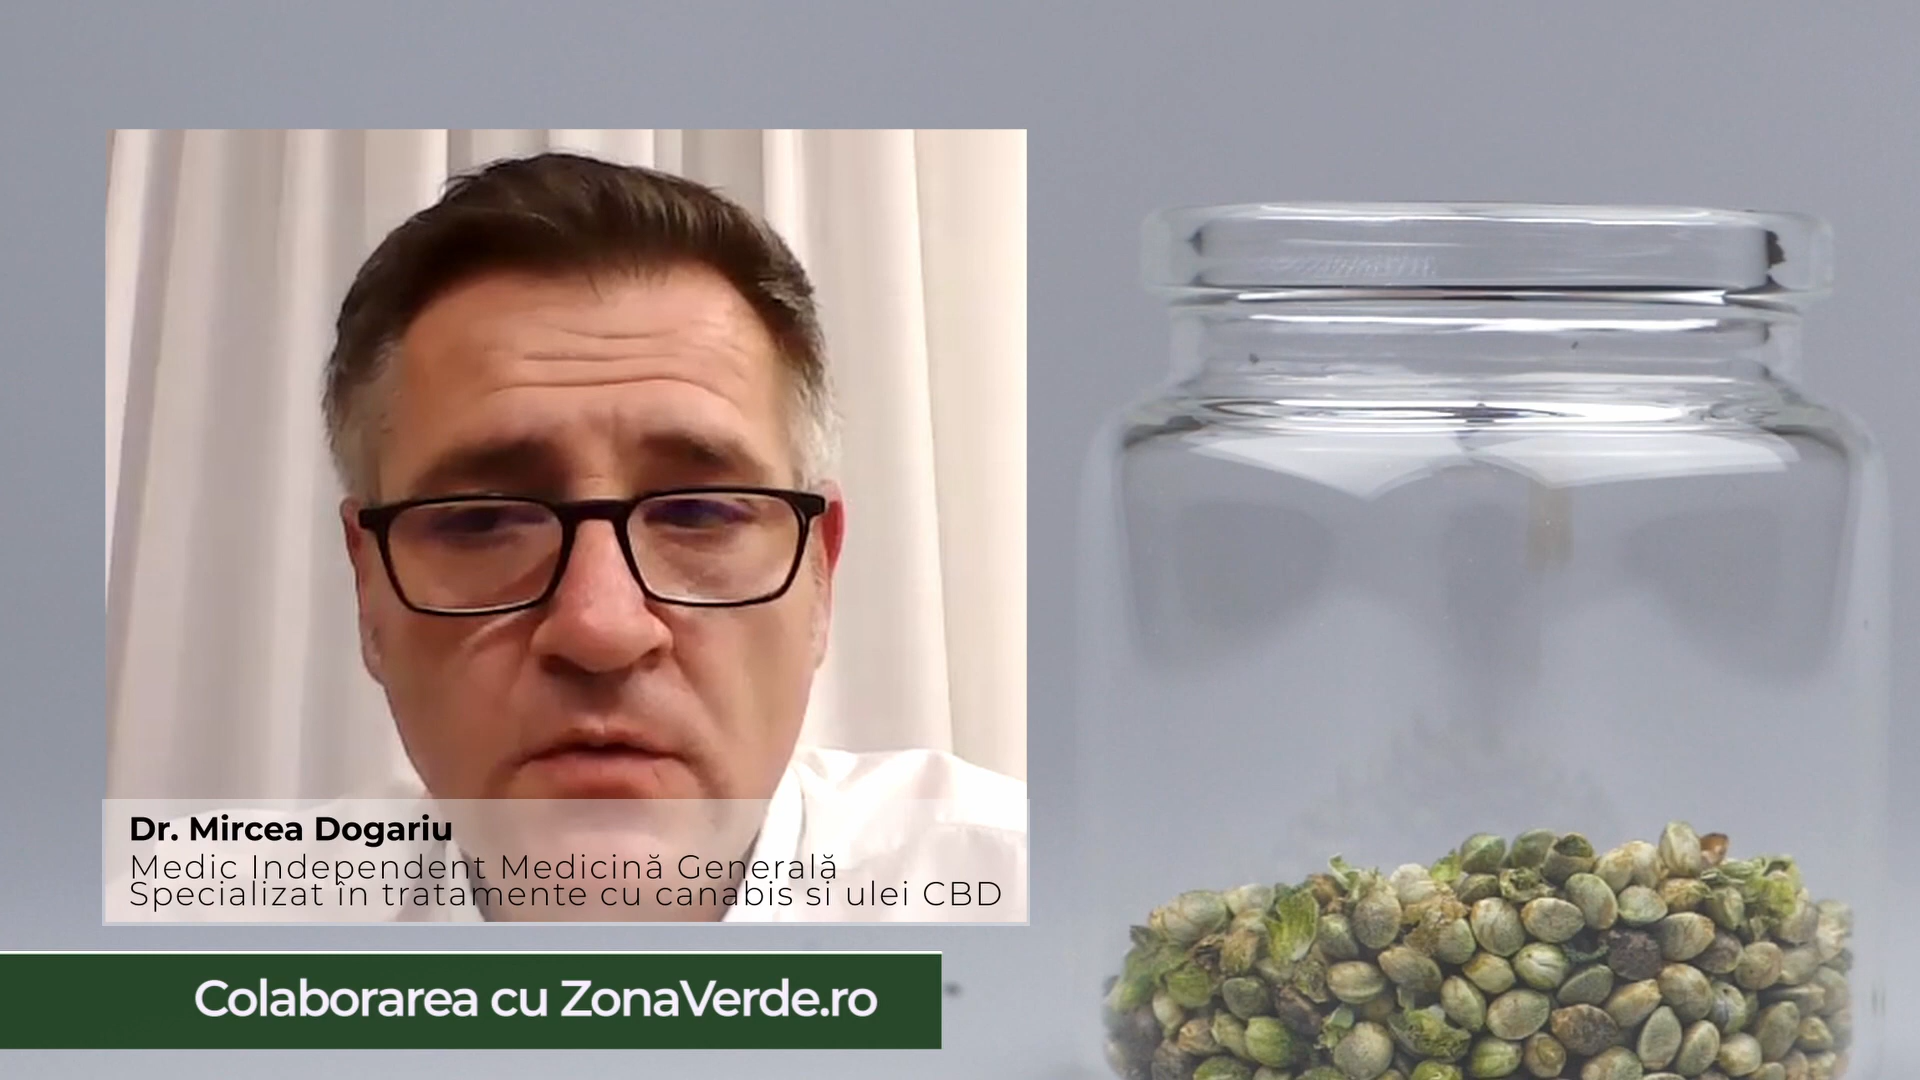 Dr. Mircea Dogariu
Medic Independent Medicină Generală
Specializat în tratamente cu canabis si ulei CBD
Colaborarea cu ZonaVerde.ro